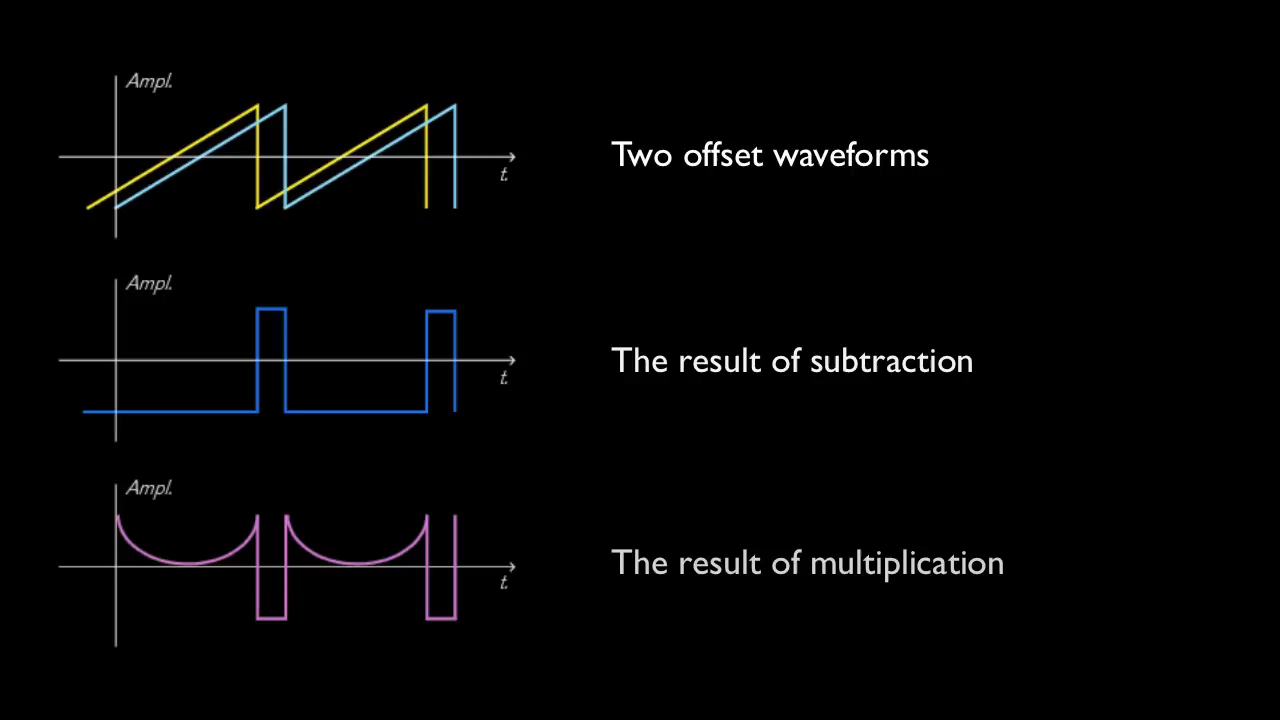 Ampl.
Two offset waveforms
t.
Ampl.
The result of subtraction
t.
Ampl.
The result of multiplication
t.